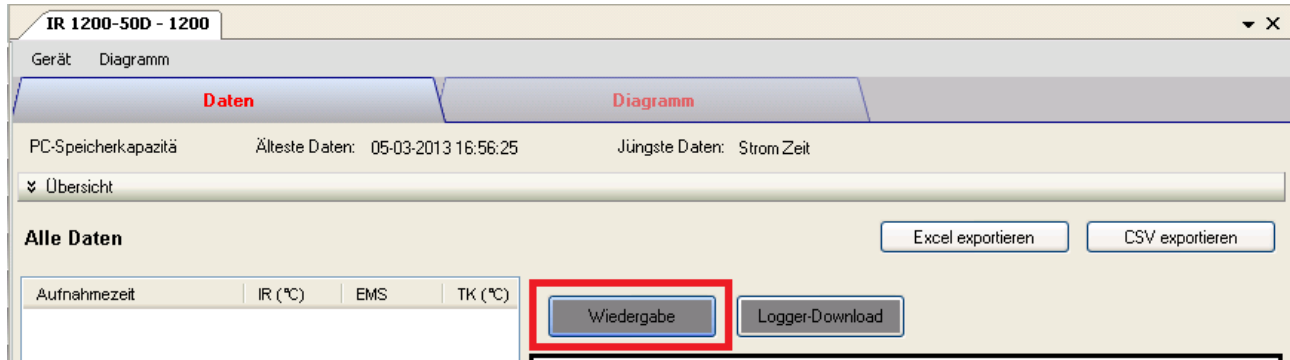 IR 1200-50D - 1200
Gerät Diagramm
Daten Diagramm
PC-Speicherkapazitä Älteste Daten: 05-03-2013 16:56:25 Jüngste Daten: Strom Zeit
Übersicht
Alle Daten Excel exportieren CSV exportieren
Aufnahmezeit IR (°C) EMS TK (°C)
Wiedergabe Logger-Download